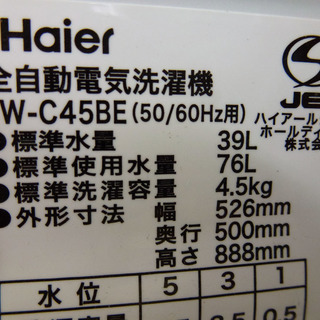 Haier
全自動電気洗濯機
W-C45BE(50/60Hz用)
JE
ハイアール
ホールディ
株式会
●標準水量 39L
●標準使用水量 76L
●標準洗濯容量 4.5kg
●外形寸法 幅 526mm
奥行 500mm
高さ 888mm
水位 5 3 1
0.5